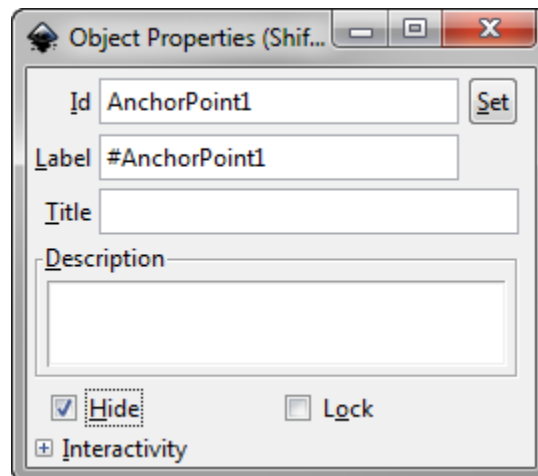 Object Properties (Shif...
Id AnchorPoint1 Set
Label #AnchorPoint1
Title
Description
Hide Lock
Interactivity